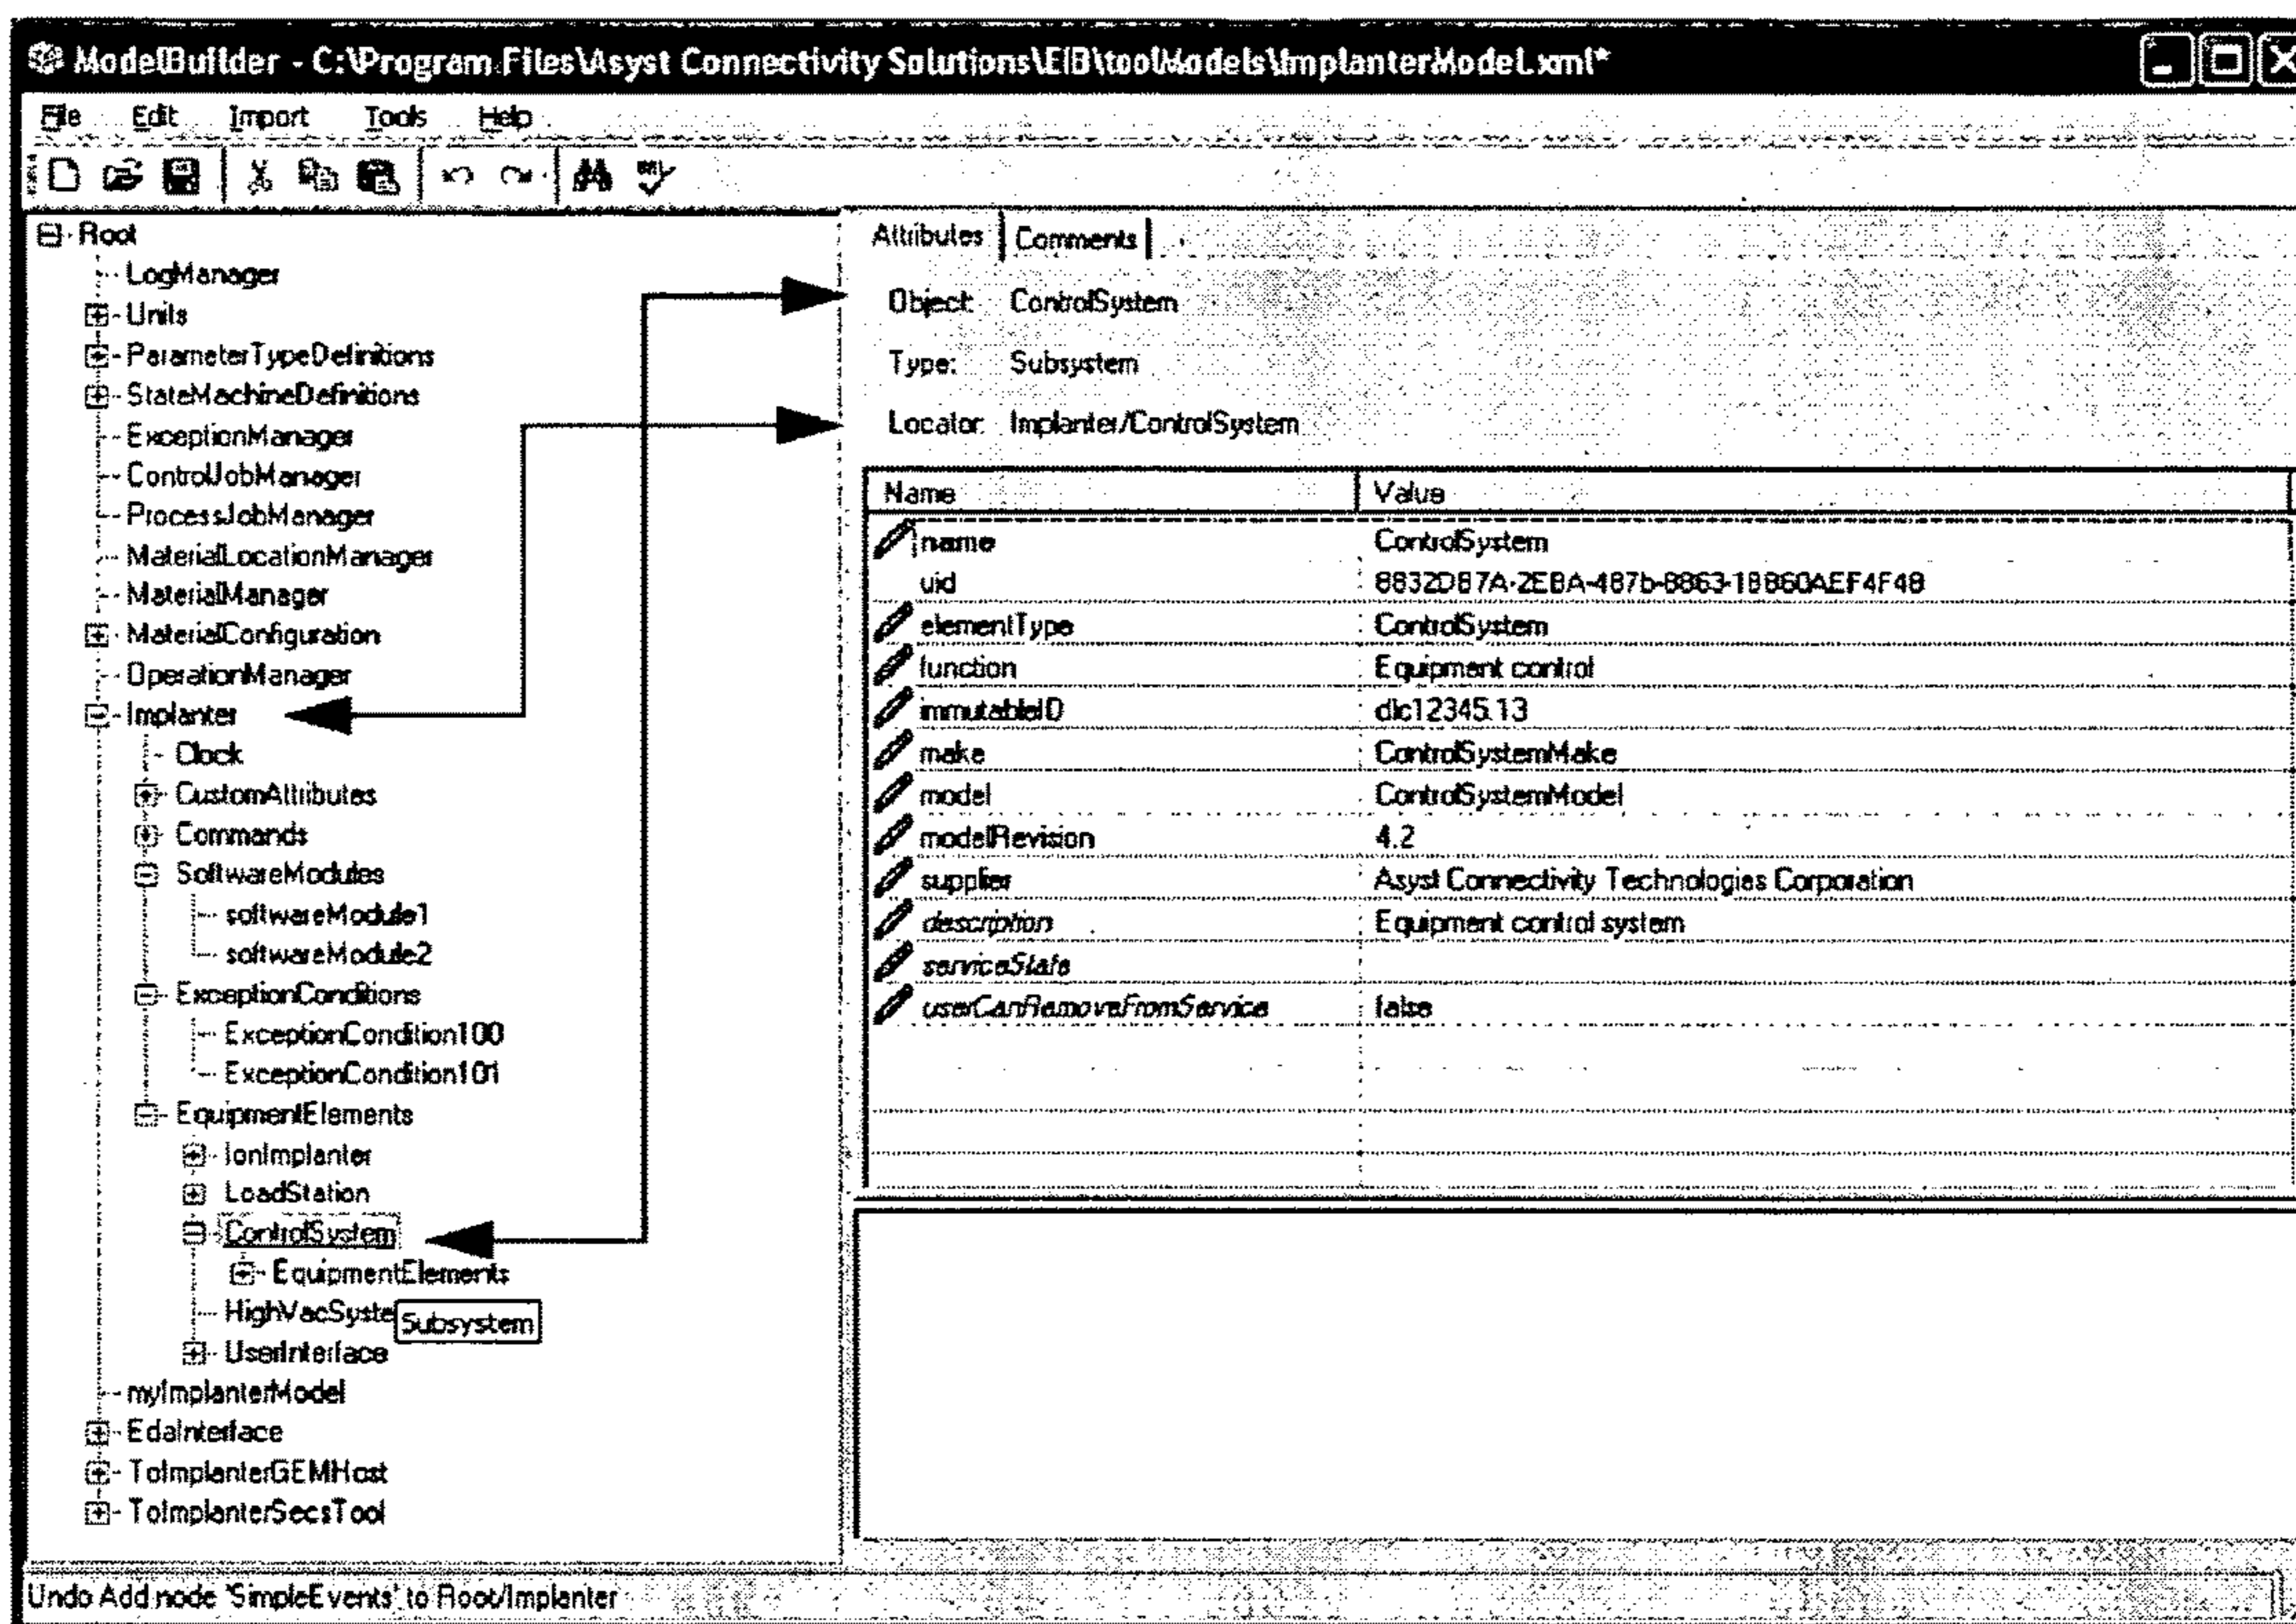 ModelBuilder - C:\Program Files\Asyst Connectivity Solutions\EIB\toolModels\ImplanterModel.xml*
File Edit Import Tools Help
Root
LogManager
Units
ParameterTypeDefinitions
StateMachineDefinitions
ExceptionManager
ControlJobManager
ProcessJobManager
MaterialLocationManager
MaterialManager
MaterialConfiguration
OperationManager
Implanter
Clock
CustomAttributes
Commands
SoftwareModules
softwareModule1
softwareModule2
ExceptionConditions
ExceptionCondition100
ExceptionCondition101
EquipmentElements
IonImplanter
LoadStation
ControlSystem
EquipmentElements
HighVacSyste
Subsystem
UserInterface
myImplanterModel
EdaInterface
ToImplanterGEMHost
ToImplanterSecsTool
Attributes Comments
Object: ControlSystem
Type: Subsystem
Locator: Implanter/ControlSystem
Name Value
name ControlSystem
uid
elementType ControlSystem
function Equipment control
immutableID dlc12345.13
make ControlSystemMake
model ControlSystemModel
modelRevision 4.2
supplier Asyst Connectivity Technologies Corporation
description Equipment control system
serviceState
userCanRemoveFromService false
Undo Add node 'SimpleEvents' to Root/Implanter